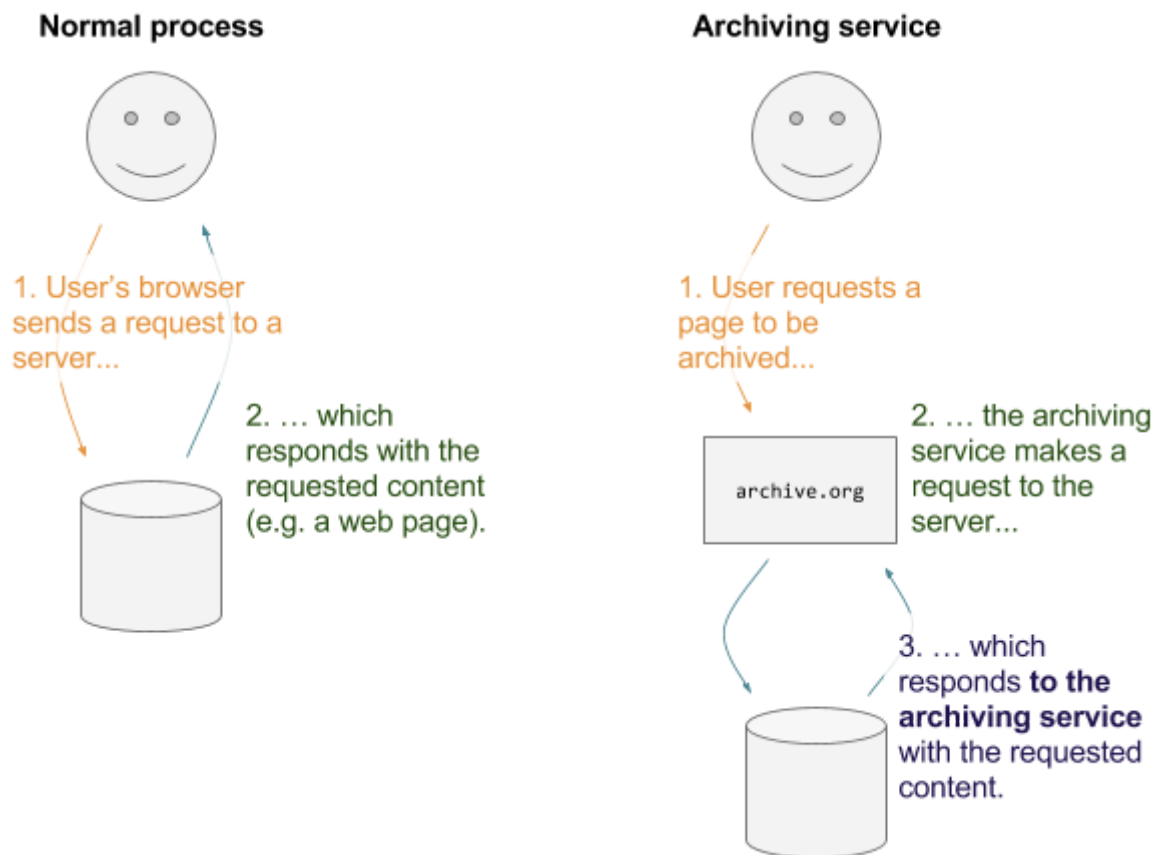 Normal process
1. User’s browser
sends a request to a
server...
2. … which
responds with the
requested content
(e.g. a web page).
Archiving service
1. User requests a
page to be
archived...
archive.org
2. … the archiving
service makes a
request to the
server...
3. … which
responds to the
archiving service
with the requested
content.